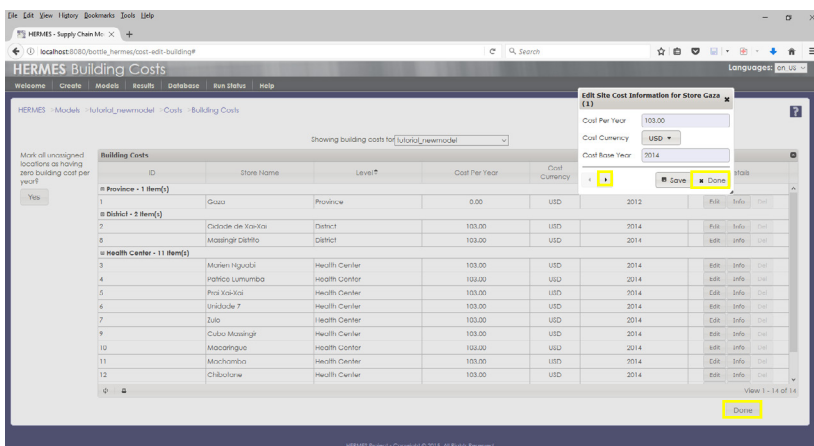 File Edit View History Bookmarks Tools Help
HERMES - Supply Chain Mo
localhost:8080/bottle_hermes/cost-edit-building#
Search
HERMES Building Costs
Languages: en_us
Welcome Create Models Results Database Run Status Help
HERMES Models tutorial_newmodel Costs Building Costs
Edit Site Cost Information for Store Gaza (1)
Cost Per Year 103.00
Cost Currency USD
Cost Base Year 2014
Save Done
Showing building costs for tutorial_newmodel
Mark all unassigned locations as having zero building cost per year?
Yes
Building Costs
ID Store Name Level Cost Per Year Cost Currency
Province - 1 Item(s)
1 Gaza Province 0.00 USD 2012 Edit Info Del
District - 2 Item(s)
2 Cidade de Xai-Xai District 103.00 USD 2014 Edit Info Del
8 Massingir Distrito District 103.00 USD 2014 Edit Info Del
Health Center - 11 Item(s)
3 Marien Nguabi Health Center 103.00 USD 2014 Edit Info Del
4 Patrice Lumumba Health Center 103.00 USD 2014 Edit Info Del
5 Prai Xai-Xai Health Center 103.00 USD 2014 Edit Info Del
6 Unidade 7 Health Center 103.00 USD 2014 Edit Info Del
7 Zulo Health Center 103.00 USD 2014 Edit Info Del
9 Cubo Massingir Health Center 103.00 USD 2014 Edit Info Del
10 Macaringue Health Center 103.00 USD 2014 Edit Info Del
11 Machamba Health Center 103.00 USD 2014 Edit Info Del
12 Chibotane Health Center 103.00 USD 2014 Edit Info Del
View 1 - 14 of 14
Done